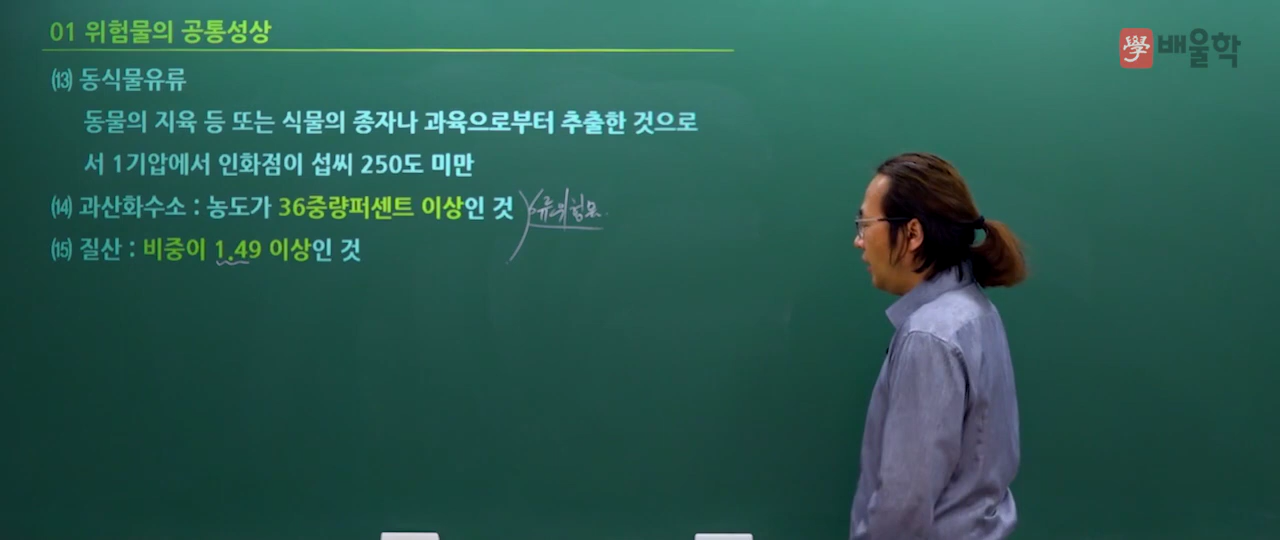 01 위험물의 공통성상
學 배울학
⒀ 동식물유류
동물의 지육 등 또는 식물의 종자나 과육으로부터 추출한 것으로
서 1기압에서 인화점이 섭씨 250도 미만
⒁ 과산화수소 : 농도가 36중량퍼센트 이상인 것 류위험물
⒂ 질산 : 비중이 1.49 이상인 것